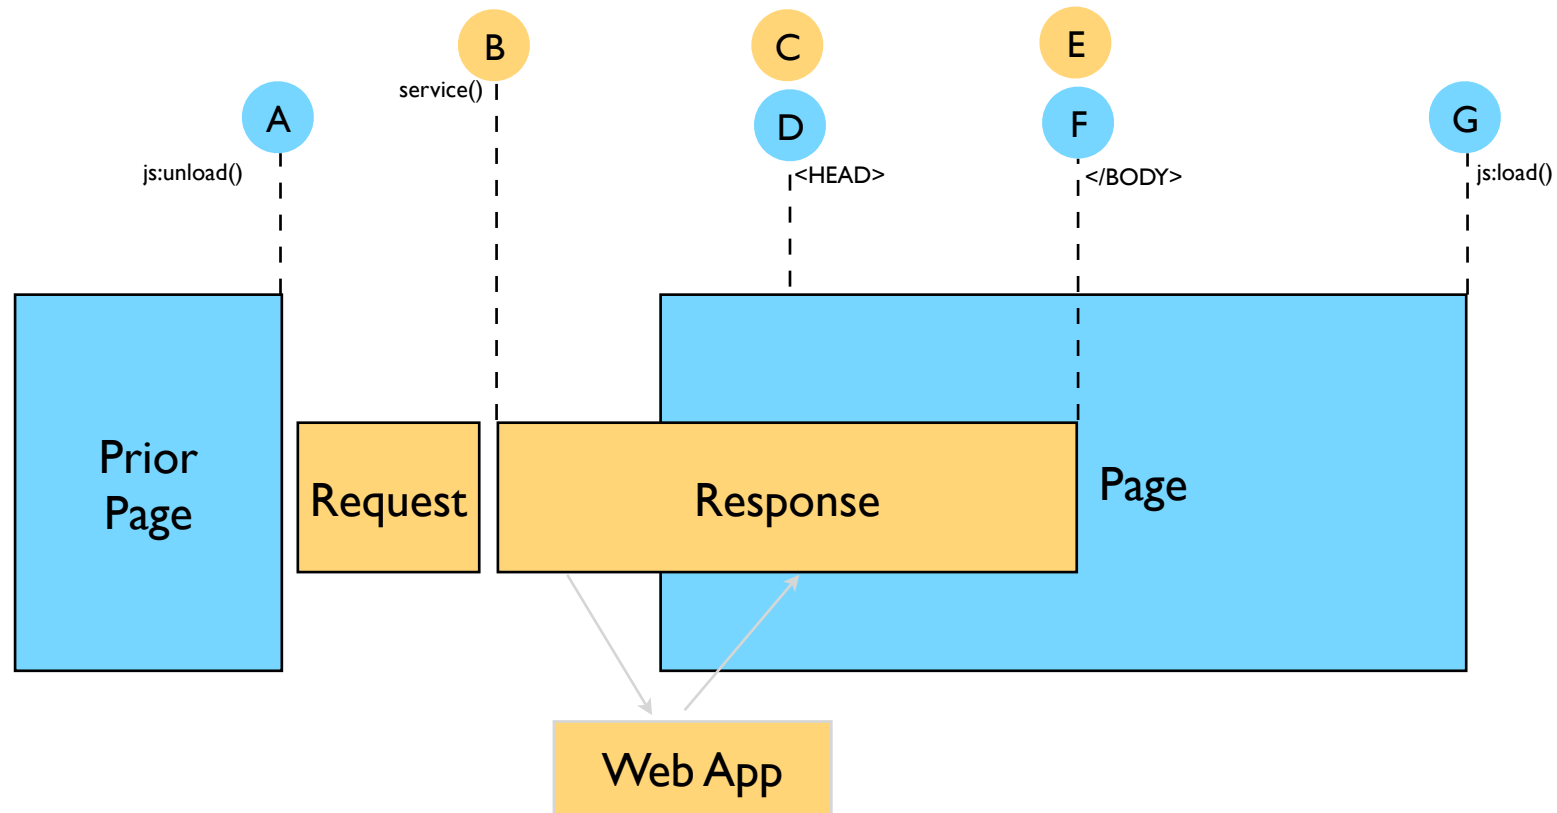 B
C
E
service()
A
D
F
G
js:unload()
<HEAD>
</BODY>
js:load()
Prior
Page
Request
Response
Page
Web App